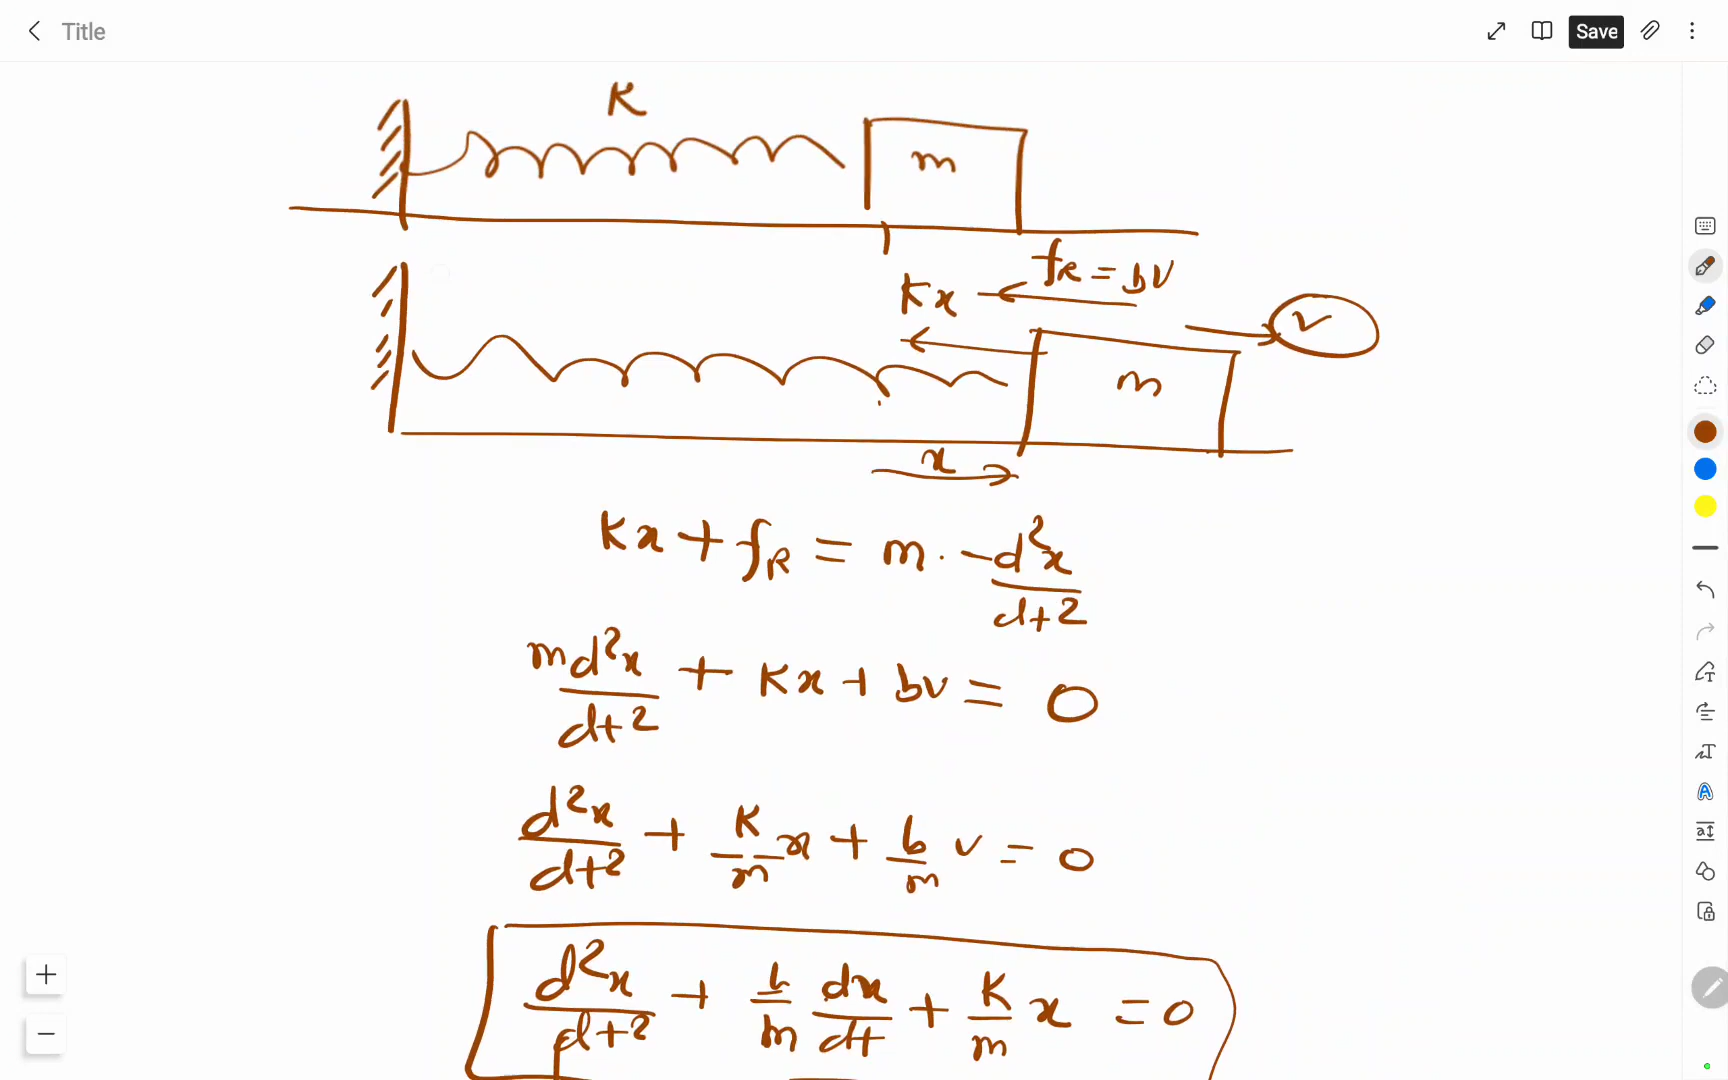 Title
Save
K
m
fR = bV
Kx
v
m
x
Kx + fR = m · -d²x/dt2
md²x/dt2 + Kx + bv = 0
d²x/dt2 + K/m x + b/m v = 0
d²x/dt2 + b/m dx/dt + K/m x = 0